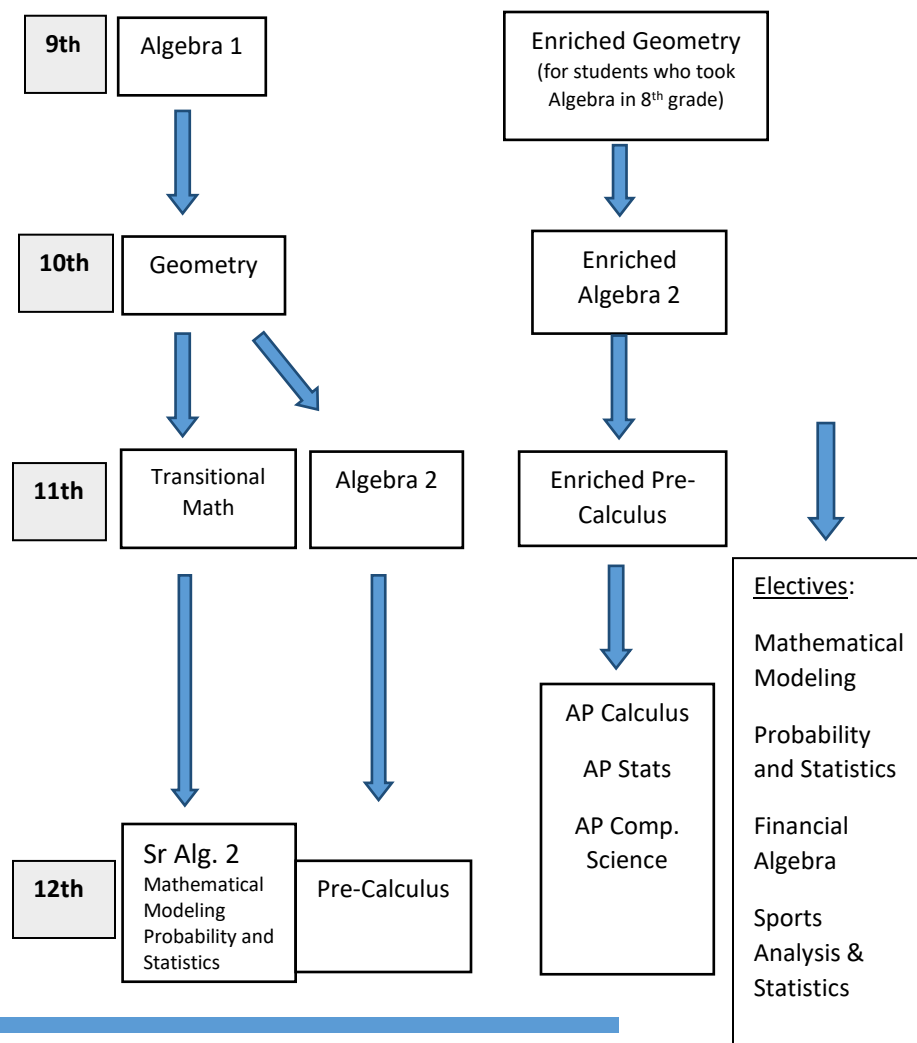 9th
Algebra 1
Enriched Geometry
(for students who took
Algebra in 8th grade)
10th
Geometry
Enriched
Algebra 2
11th
Transitional
Math
Algebra 2
Enriched Pre-
Calculus
12th
Sr Alg. 2
Mathematical
Modeling
Probability and
Statistics
Pre-Calculus
AP Calculus
AP Stats
AP Comp.
Science
Electives:
Mathematical
Modeling
Probability
and Statistics
Financial
Algebra
Sports
Analysis &
Statistics